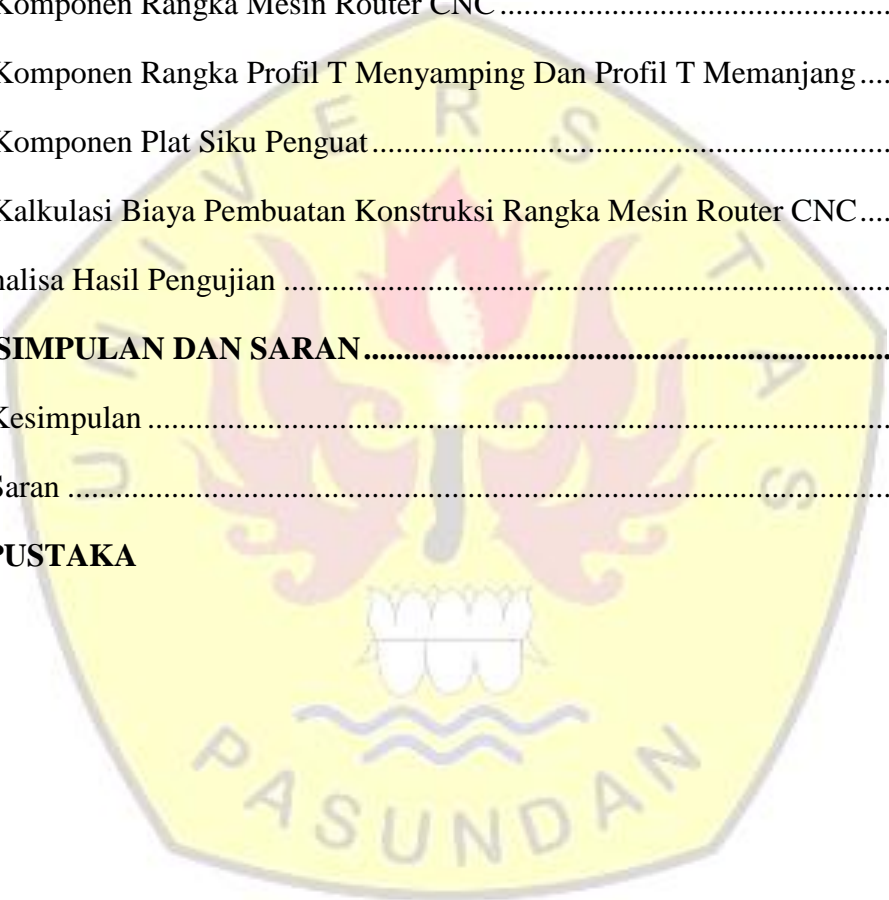 Komponen Rangka Mesin Router CNC
Komponen Rangka Profil T Menyamping Dan Profil T Memanjang
Komponen Plat Siku Penguat
Kalkulasi Biaya Pembuatan Konstruksi Rangka Mesin Router CNC
nalisa Hasil Pengujian
SIMPULAN DAN SARAN
Kesimpulan
Saran
PUSTAKA
UNIVERSITAS
PASUNDAN